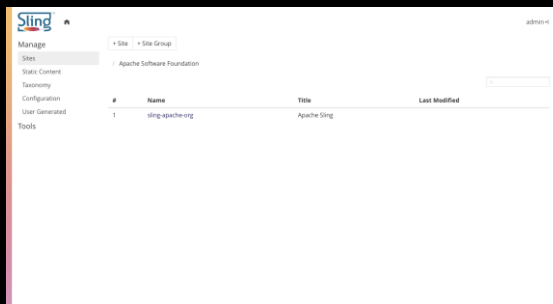 Sling
admin
Manage
Sites
Static Content
Taxonomy
Configuration
User Generated
Tools
+ Site + Site Group
/ Apache Software Foundation
# Name Title Last Modified
1 sling-apache-org Apache Sling